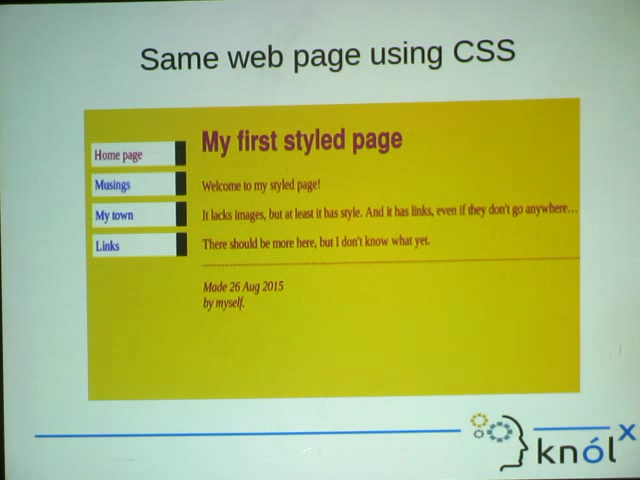 Same web page using CSS
My first styled page
Home page
Musings
My town
Links
Welcome to my styled page!
It lacks images, but at least it has style. And it has links, even if they don't go anywhere…
There should be more here, but I don't know what yet.
Made 26 Aug 2015
by myself.
knólx